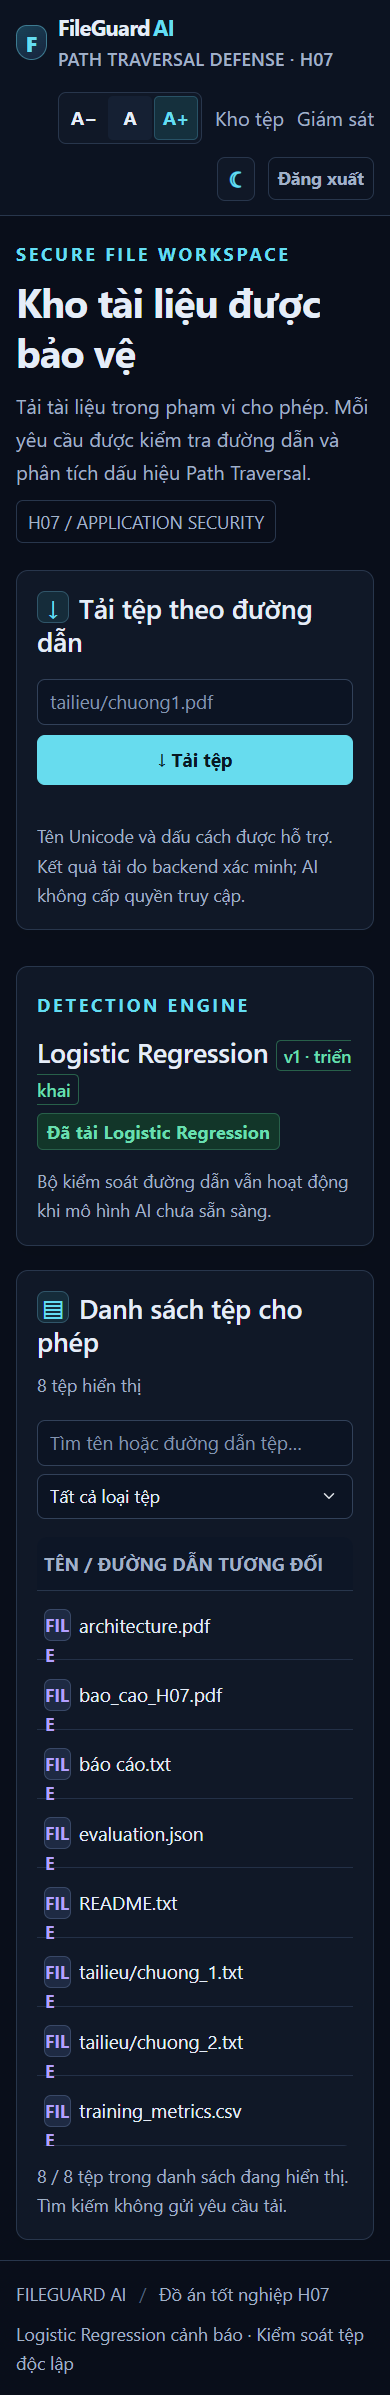 F
FileGuard AI
PATH TRAVERSAL DEFENSE · H07
A− A A+ Kho tệp Giám sát
☾ Đăng xuất
SECURE FILE WORKSPACE
Kho tài liệu được
bảo vệ
Tải tài liệu trong phạm vi cho phép. Mỗi
yêu cầu được kiểm tra đường dẫn và
phân tích dấu hiệu Path Traversal.
H07 / APPLICATION SECURITY
↓ Tải tệp theo đường
dẫn
tailieu/chuong1.pdf
↓ Tải tệp
Tên Unicode và dấu cách được hỗ trợ.
Kết quả tải do backend xác minh; AI
không cấp quyền truy cập.
DETECTION ENGINE
Logistic Regression v1 · triển
khai
Đã tải Logistic Regression
Bộ kiểm soát đường dẫn vẫn hoạt động
khi mô hình AI chưa sẵn sàng.
▤ Danh sách tệp cho
phép
8 tệp hiển thị
Tìm tên hoặc đường dẫn tệp...
Tất cả loại tệp
TÊN / ĐƯỜNG DẪN TƯƠNG ĐỐI
FIL architecture.pdf
E
FIL bao_cao_H07.pdf
E
FIL báo cáo.txt
E
FIL evaluation.json
E
FIL README.txt
E
FIL tailieu/chuong_1.txt
E
FIL tailieu/chuong_2.txt
E
FIL training_metrics.csv
E
8 / 8 tệp trong danh sách đang hiển thị.
Tìm kiếm không gửi yêu cầu tải.
FILEGUARD AI / Đồ án tốt nghiệp H07
Logistic Regression cảnh báo · Kiểm soát tệp
độc lập